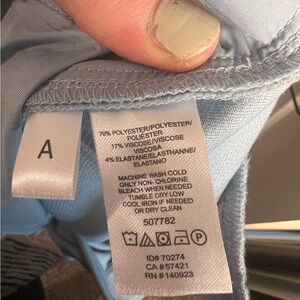 A
79% POLYESTER/POLYESTER/
POLIÉSTER
17% VISCOSE/VISCOSE
VISCOSA
4% ELASTANE/ELASTHANNE/
ELASTANO
MACHINE WASH COLD
ONLY NON- CHLORINE
BLEACH WHEN NEEDED
TUMBLE DRY LOW
COOL IRON IF NEEDED
OR DRY CLEAN
507782
P
ID# 70274
CA # 57421
RN # 140923